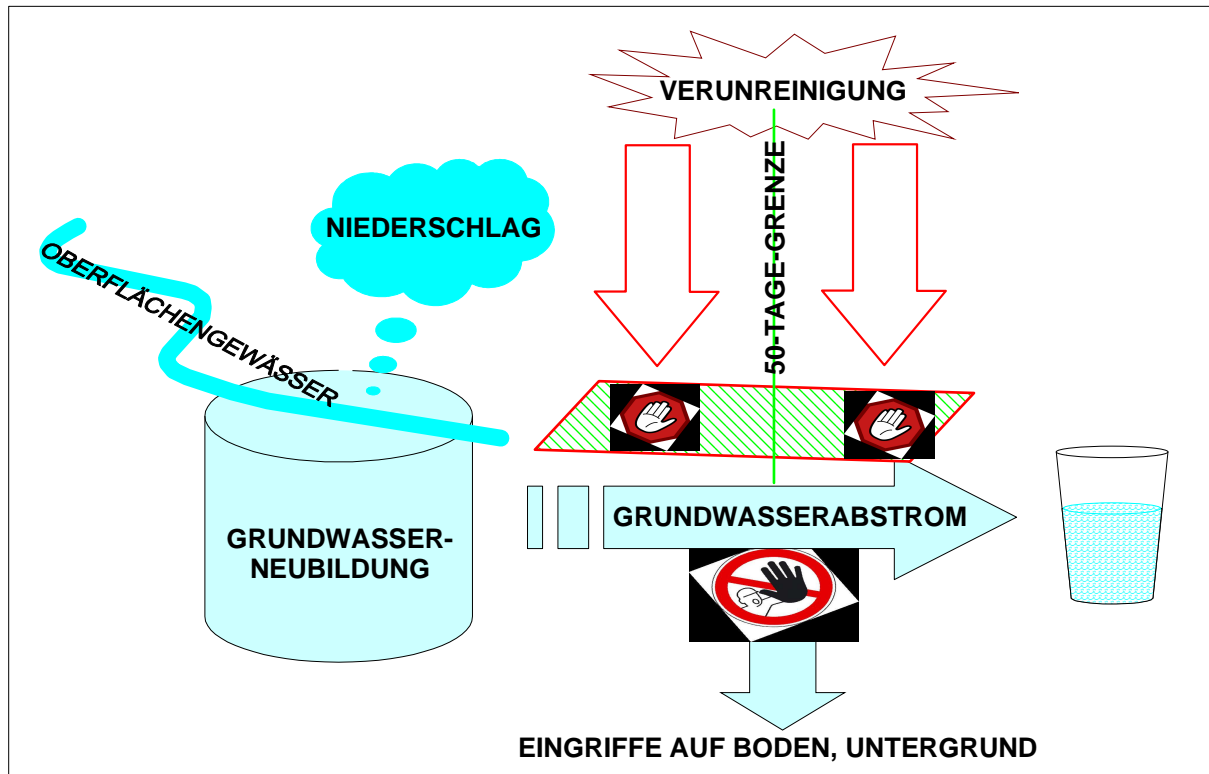 VERUNREINIGUNG
50-TAGE-GRENZE
NIEDERSCHLAG
OBERFLÄCHENGEWÄSSER
GRUNDWASSER-
NEUBILDUNG
GRUNDWASSERABSTROM
EINGRIFFE AUF BODEN, UNTERGRUND